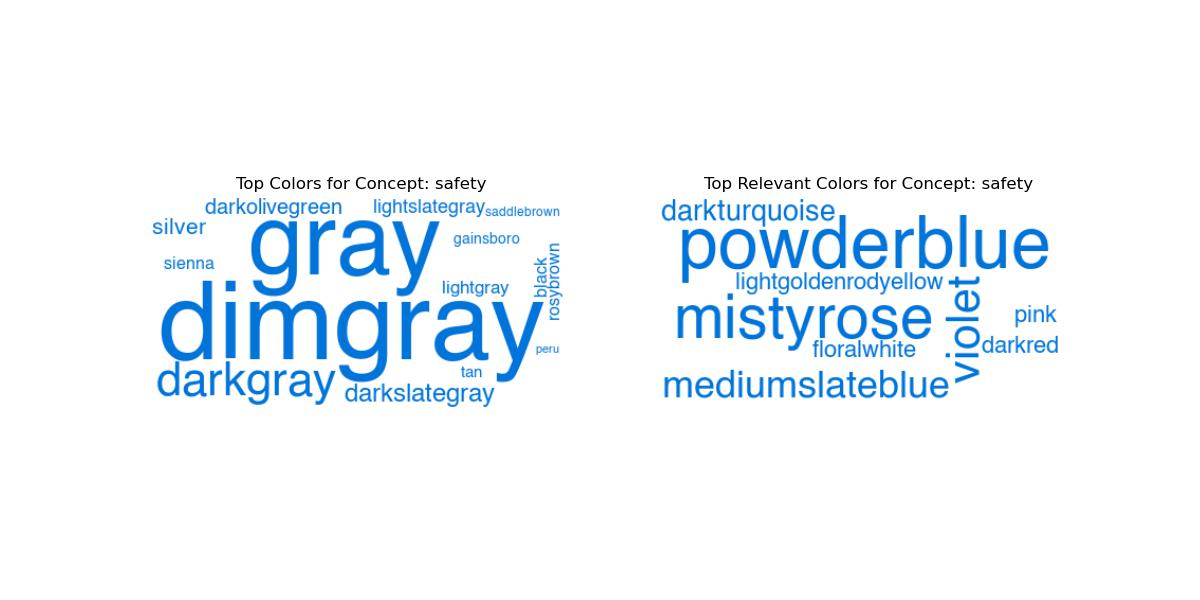 Top Colors for Concept: safety
darkolivegreen
lightslategray
saddlebrown
silver
gray
gainsboro
sienna
black
rosybrown
lightgray
dimgray
peru
darkgray
tan
darkslategray
Top Relevant Colors for Concept: safety
darkturquoise
powderblue
lightgoldenrodyellow
violet
mistyrose
pink
floralwhite
darkred
mediumslateblue